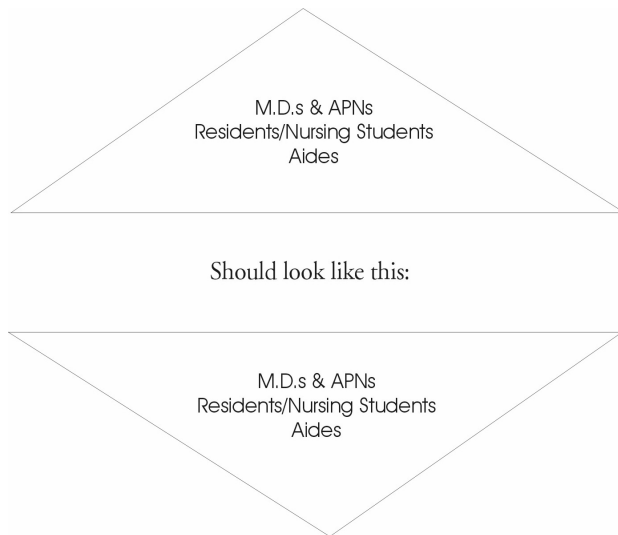 M.D.s & APNs
Residents/Nursing Students
Aides
Should look like this:
M.D.s & APNs
Residents/Nursing Students
Aides